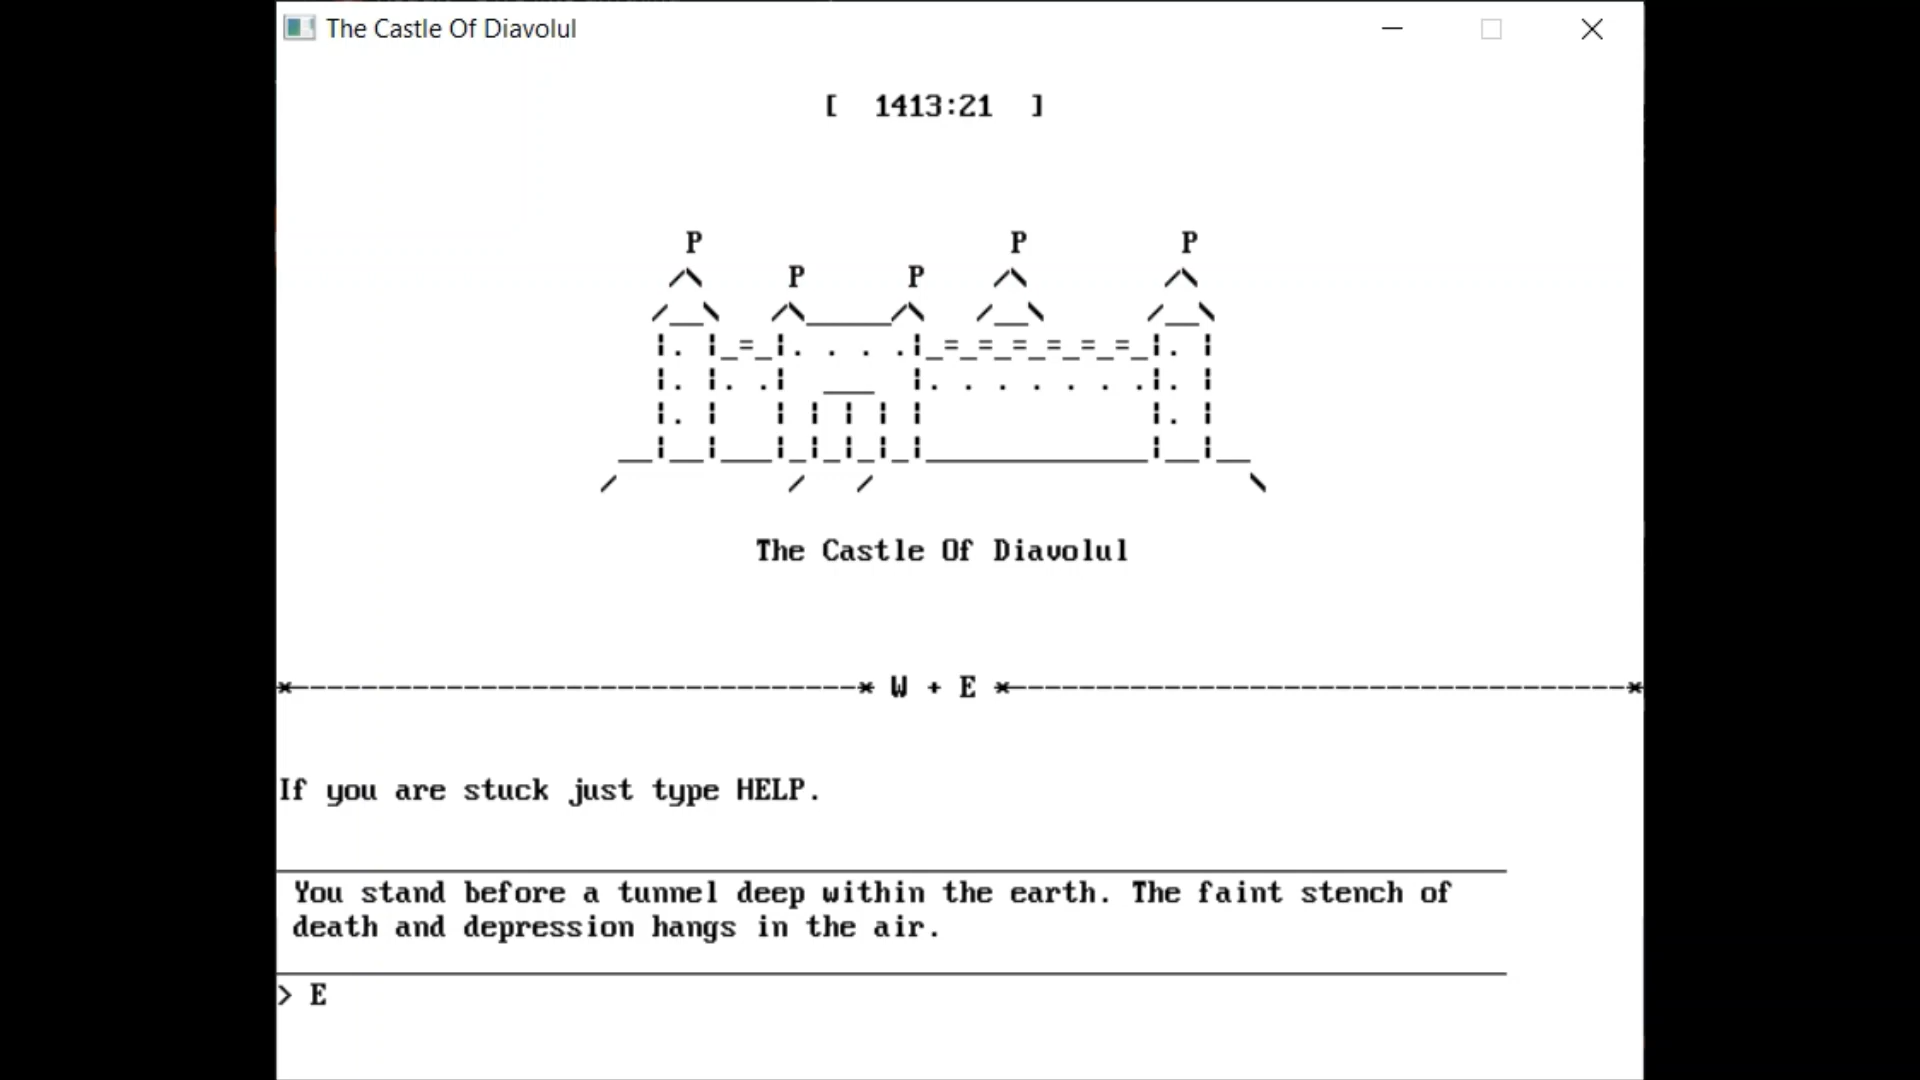 The Castle Of Diavolul
[ 1413:21 ]
P P P
P P
The Castle Of Diavolul
W + E
If you are stuck just type HELP.
You stand before a tunnel deep within the earth. The faint stench of
death and depression hangs in the air.
> E